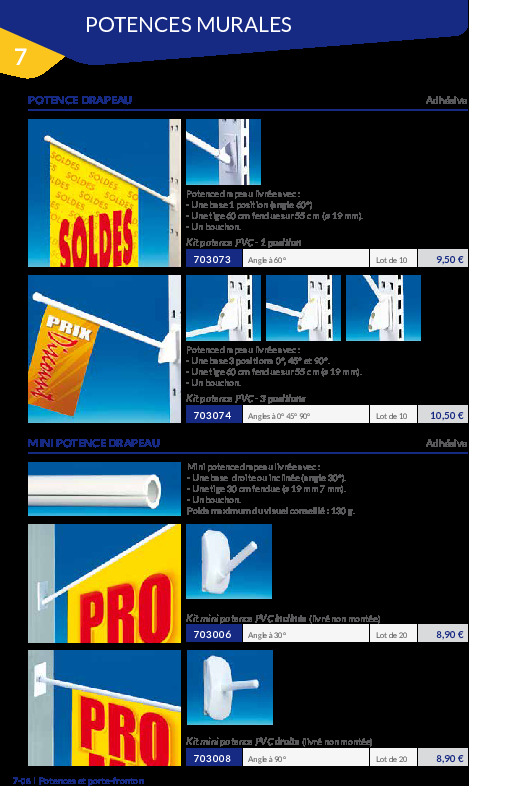 POTENCES MURALES
7
POTENCE DRAPEAU
Adhésive
SOLDES SOLDES SOLDES
SOLDES
Potence drapeau livrée avec :
- Une base 1 position (angle 60°)
- Une tige 60 cm fendue sur 55 cm (ø 19 mm).
- Un bouchon.
Kit potence PVC - 1 position
703073 Angle à 60° Lot de 10 9,50 €
PRIX
Discount
Potence drapeau livrée avec :
- Une base 3 positions 0°, 45° et 90°.
- Une tige 60 cm fendue sur 55 cm (ø 19 mm).
- Un bouchon.
Kit potence PVC - 3 positions
703074 Angles à 0° 45° 90° Lot de 10 10,50 €
MINI POTENCE DRAPEAU
Adhésive
Mini potence drapeau livrée avec :
- Une base droite ou inclinée (angle 30°).
- Une tige 30 cm fendue (ø 19 mm 7 mm).
- Un bouchon.
Poids maximum du visuel conseillé : 130 g.
PRO
Kit mini potence PVC inclinée (livré non montée)
703006 Angle à 30° Lot de 20 8,90 €
PRO
Kit mini potence PVC droite (livré non montée)
703008 Angle à 90° Lot de 20 8,90 €
7-06 | Potences et porte-fronton